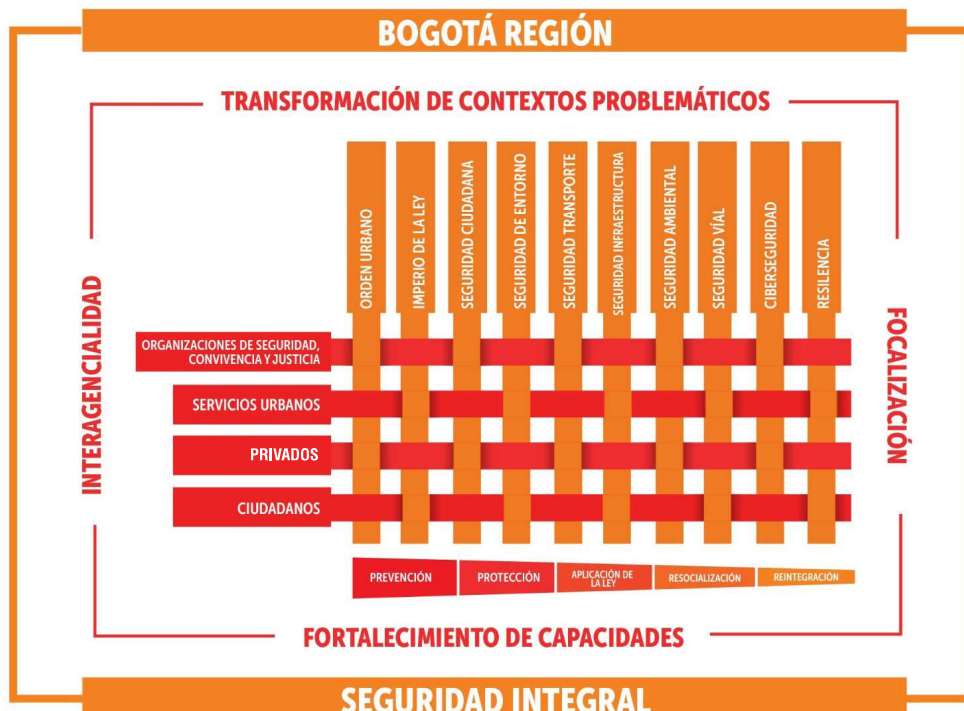 BOGOTÁ REGIÓN
TRANSFORMACIÓN DE CONTEXTOS PROBLEMÁTICOS
INTERAGENCIALIDAD
ORDEN URBANO
IMPERIO DE LA LEY
SEGURIDAD CIUDADANA
SEGURIDAD DE ENTORNO
SEGURIDAD TRANSPORTE
SEGURIDAD INFRAESTRUCTURA
SEGURIDAD AMBIENTAL
SEGURIDAD VÍAL
CIBERSEGURIDAD
RESILENCIA
FOCALIZACIÓN
ORGANIZACIONES DE SEGURIDAD,
CONVIVENCIA Y JUSTICIA
SERVICIOS URBANOS
PRIVADOS
CIUDADANOS
PREVENCIÓN
PROTECCIÓN
APLICACIÓN DE
LA LEY
RESOCIALIZACIÓN
REINTEGRACIÓN
FORTALECIMIENTO DE CAPACIDADES
SEGURIDAD INTEGRAL